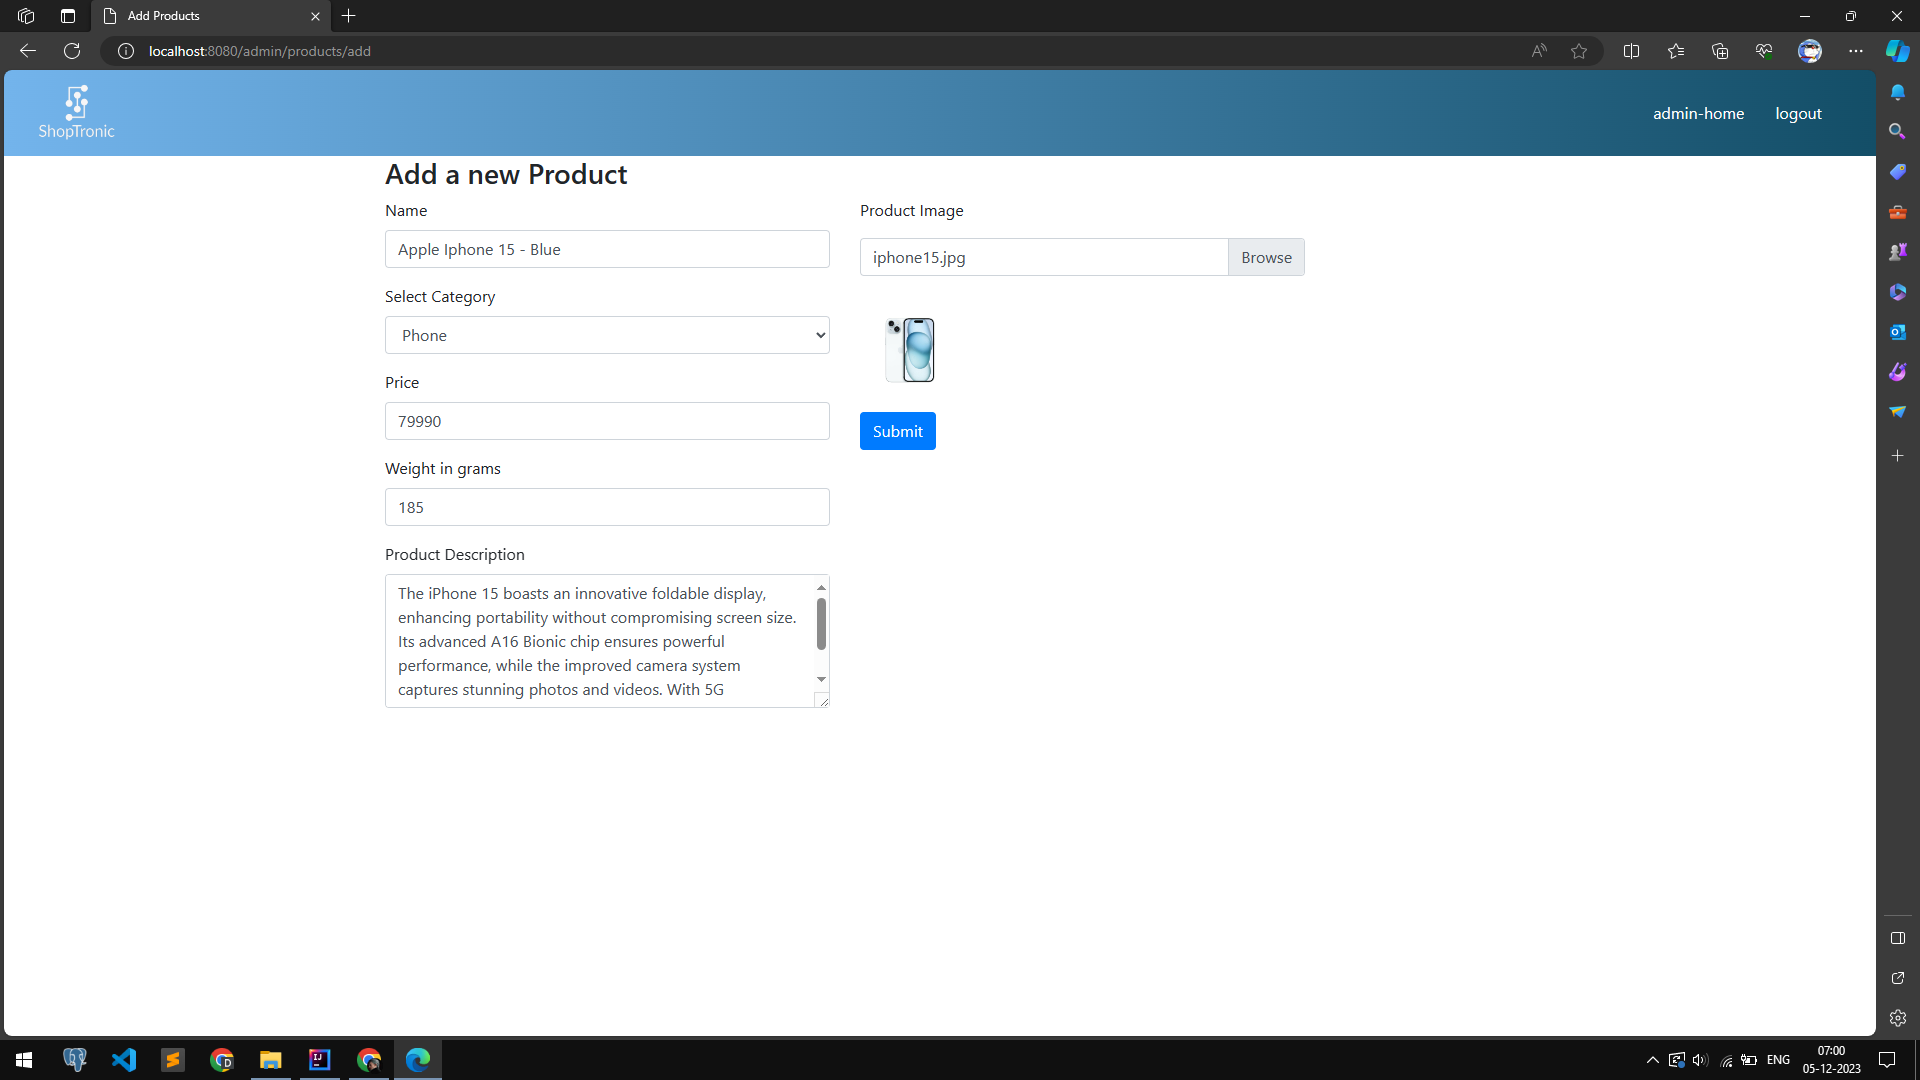 Add Products
localhost:8080/admin/products/add
ShopTronic
admin-home
logout
Add a new Product
Name
Apple Iphone 15 - Blue
Select Category
Phone
Price
79990
Weight in grams
185
Product Description
The iPhone 15 boasts an innovative foldable display,
enhancing portability without compromising screen size.
Its advanced A16 Bionic chip ensures powerful
performance, while the improved camera system
captures stunning photos and videos. With 5G
Product Image
iphone15.jpg
Browse
Submit
ENG
07:00
05-12-2023